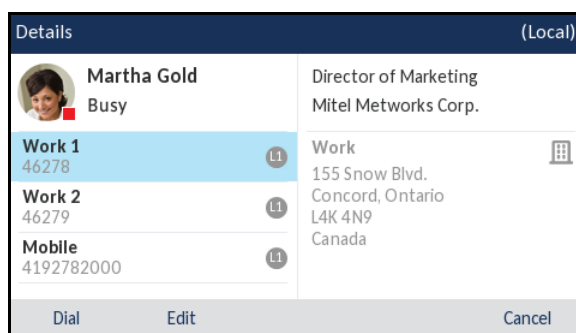 Details
(Local)
Martha Gold
Busy
Director of Marketing
Mitel Metworks Corp.
Work 1
46278
L1
Work 2
46279
L1
Mobile
4192782000
L1
Work
155 Snow Blvd.
Concord, Ontario
L4K 4N9
Canada
Dial
Edit
Cancel